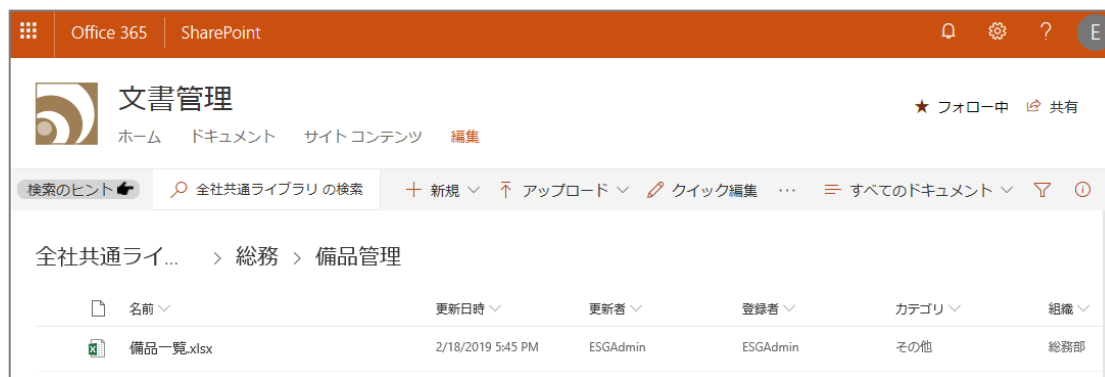 Office 365 SharePoint ? E
文書管理
★ フォロー中 共有
ホーム ドキュメント サイト コンテンツ 編集
検索のヒント 全社共通ライブラリ の検索 + 新規 アップロード クイック編集 … すべてのドキュメント
全社共通ライ... > 総務 > 備品管理
名前 更新日時 更新者 登録者 カテゴリ 組織
備品一覧.xlsx 2/18/2019 5:45 PM ESGAdmin ESGAdmin その他 総務部